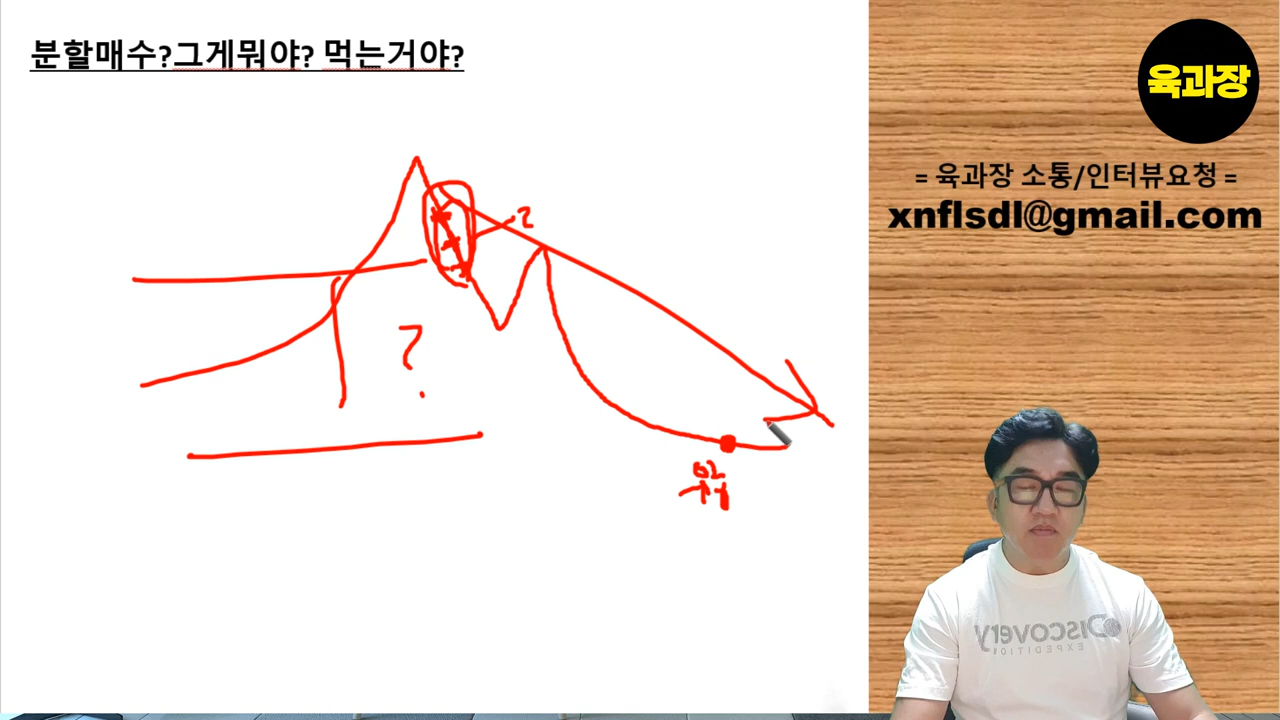 분할매수?그게뭐야? 먹는거야?
육과장
= 육과장 소통/인터뷰요청 =
xnflsdl@gmail.com
?
?
Discovery
EXPEDITION